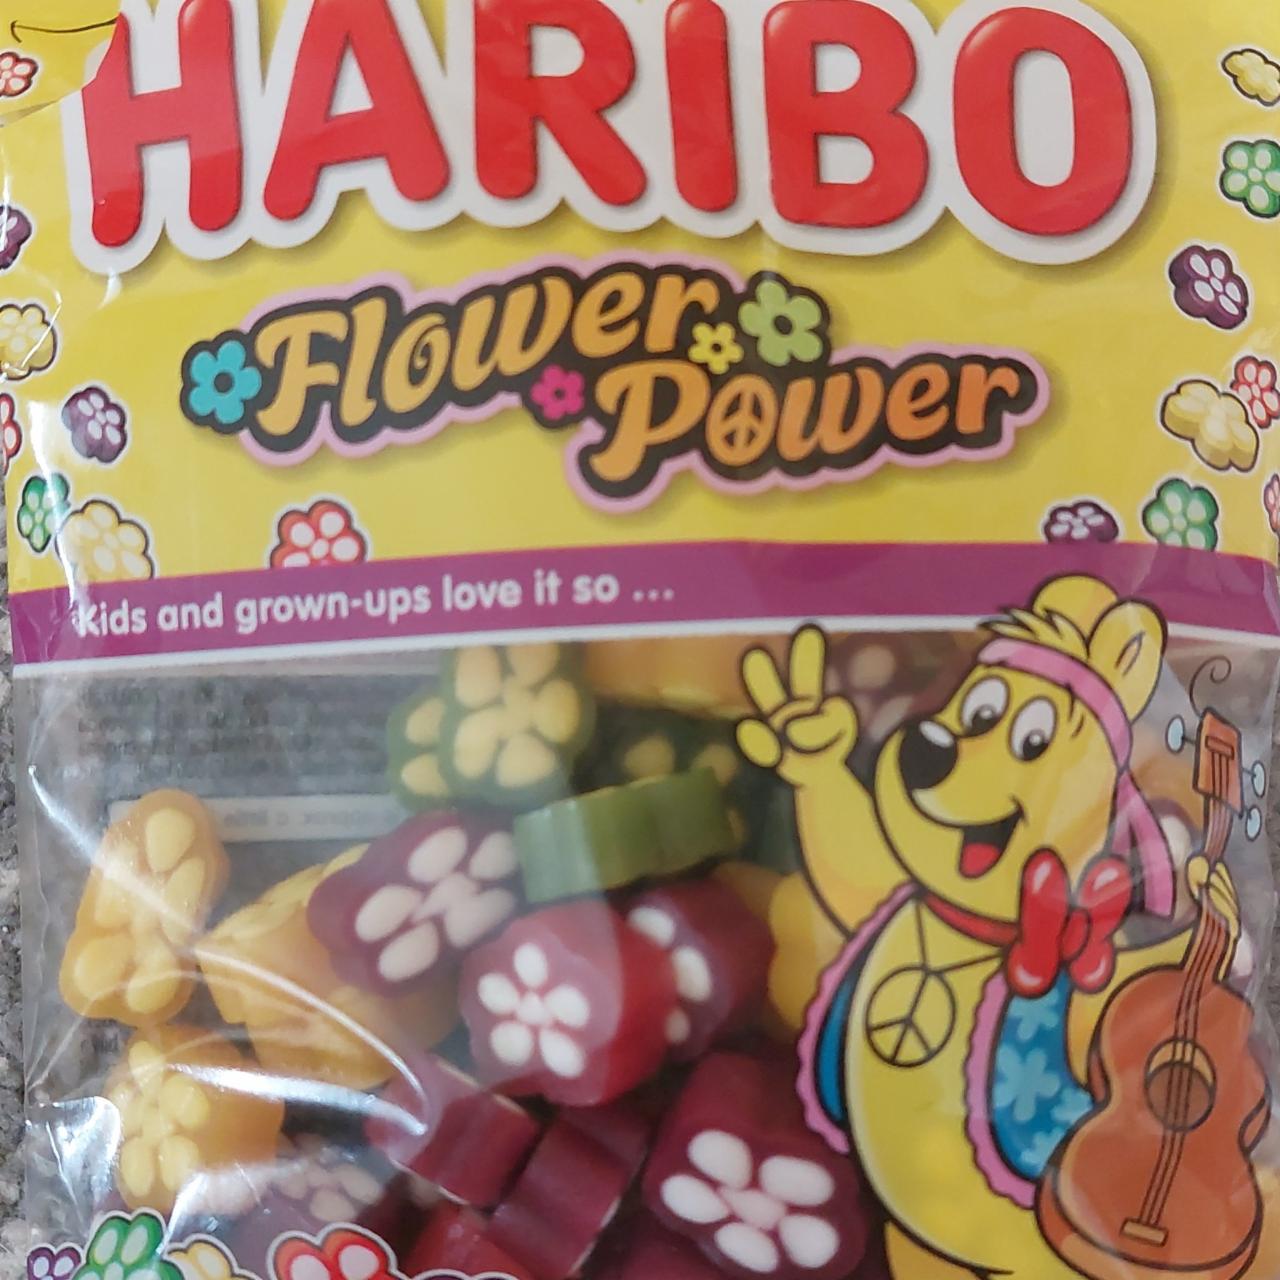 HARIBO
Flower
Power
Kids and grown-ups love it so ...